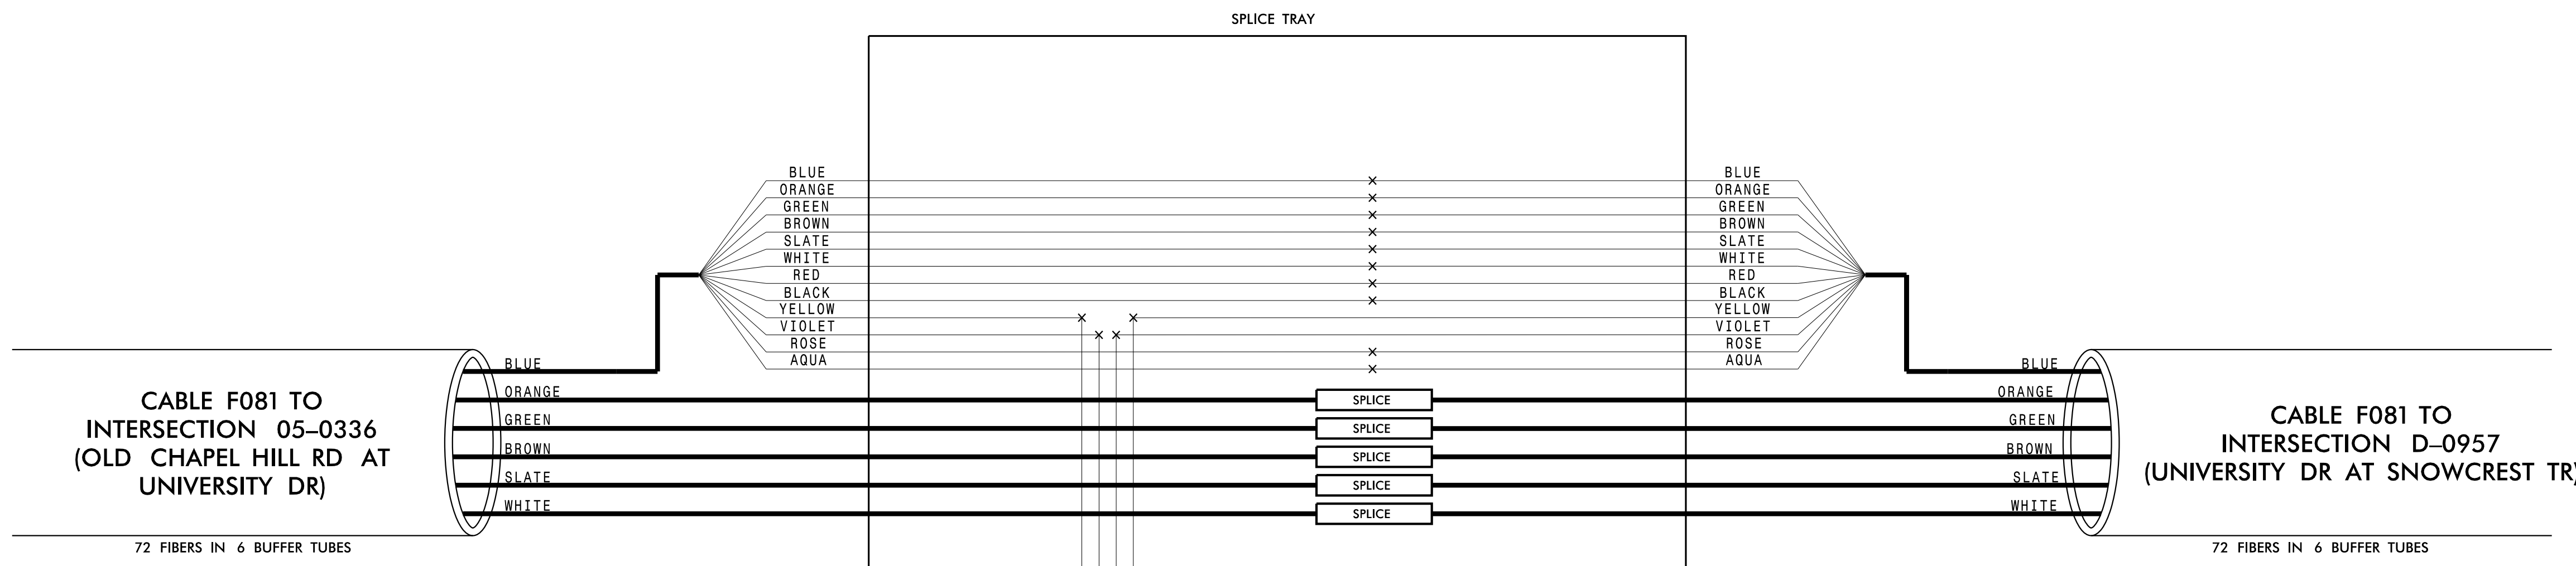 SPLICE TRAY
BLUE
ORANGE
GREEN
BROWN
SLATE
WHITE
RED
BLACK
YELLOW
VIOLET
ROSE
AQUA
BLUE
ORANGE
GREEN
BROWN
SLATE
WHITE
RED
BLACK
YELLOW
VIOLET
ROSE
AQUA
CABLE F081 TO
INTERSECTION 05–0336
(OLD CHAPEL HILL RD AT
UNIVERSITY DR)
72 FIBERS IN 6 BUFFER TUBES
BLUE
ORANGE
GREEN
BROWN
SLATE
WHITE
SPLICE
SPLICE
SPLICE
SPLICE
SPLICE
BLUE
ORANGE
GREEN
BROWN
SLATE
WHITE
CABLE F081 TO
INTERSECTION D–0957
(UNIVERSITY DR AT SNOWCREST TR)
72 FIBERS IN 6 BUFFER TUBES